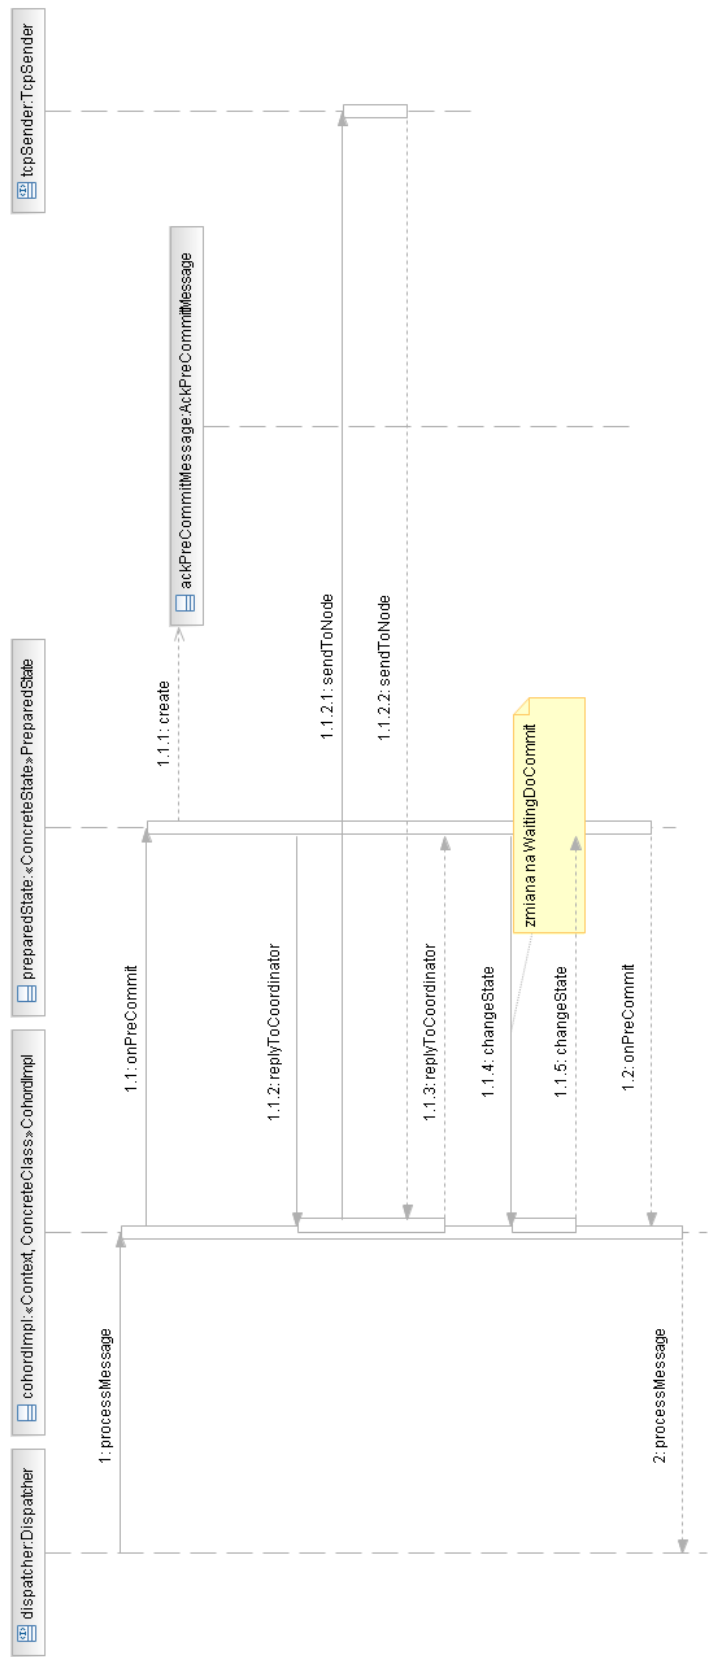 dispatcher:Dispatcher
cohordImpl:«Context, ConcreteClass»CohordImpl
preparedState:«ConcreteState»PreparedState
tcpSender:TcpSender
1: processMessage
1.1: onPreCommit
1.1.1: create
ackPreCommitMessage:AckPreCommitMessage
1.1.2: replyToCoordinator
1.1.2.1: sendToNode
1.1.2.2: sendToNode
1.1.3: replyToCoordinator
1.1.4: changeState
zmiana na WaitingDoCommit
1.1.5: changeState
1.2: onPreCommit
2: processMessage